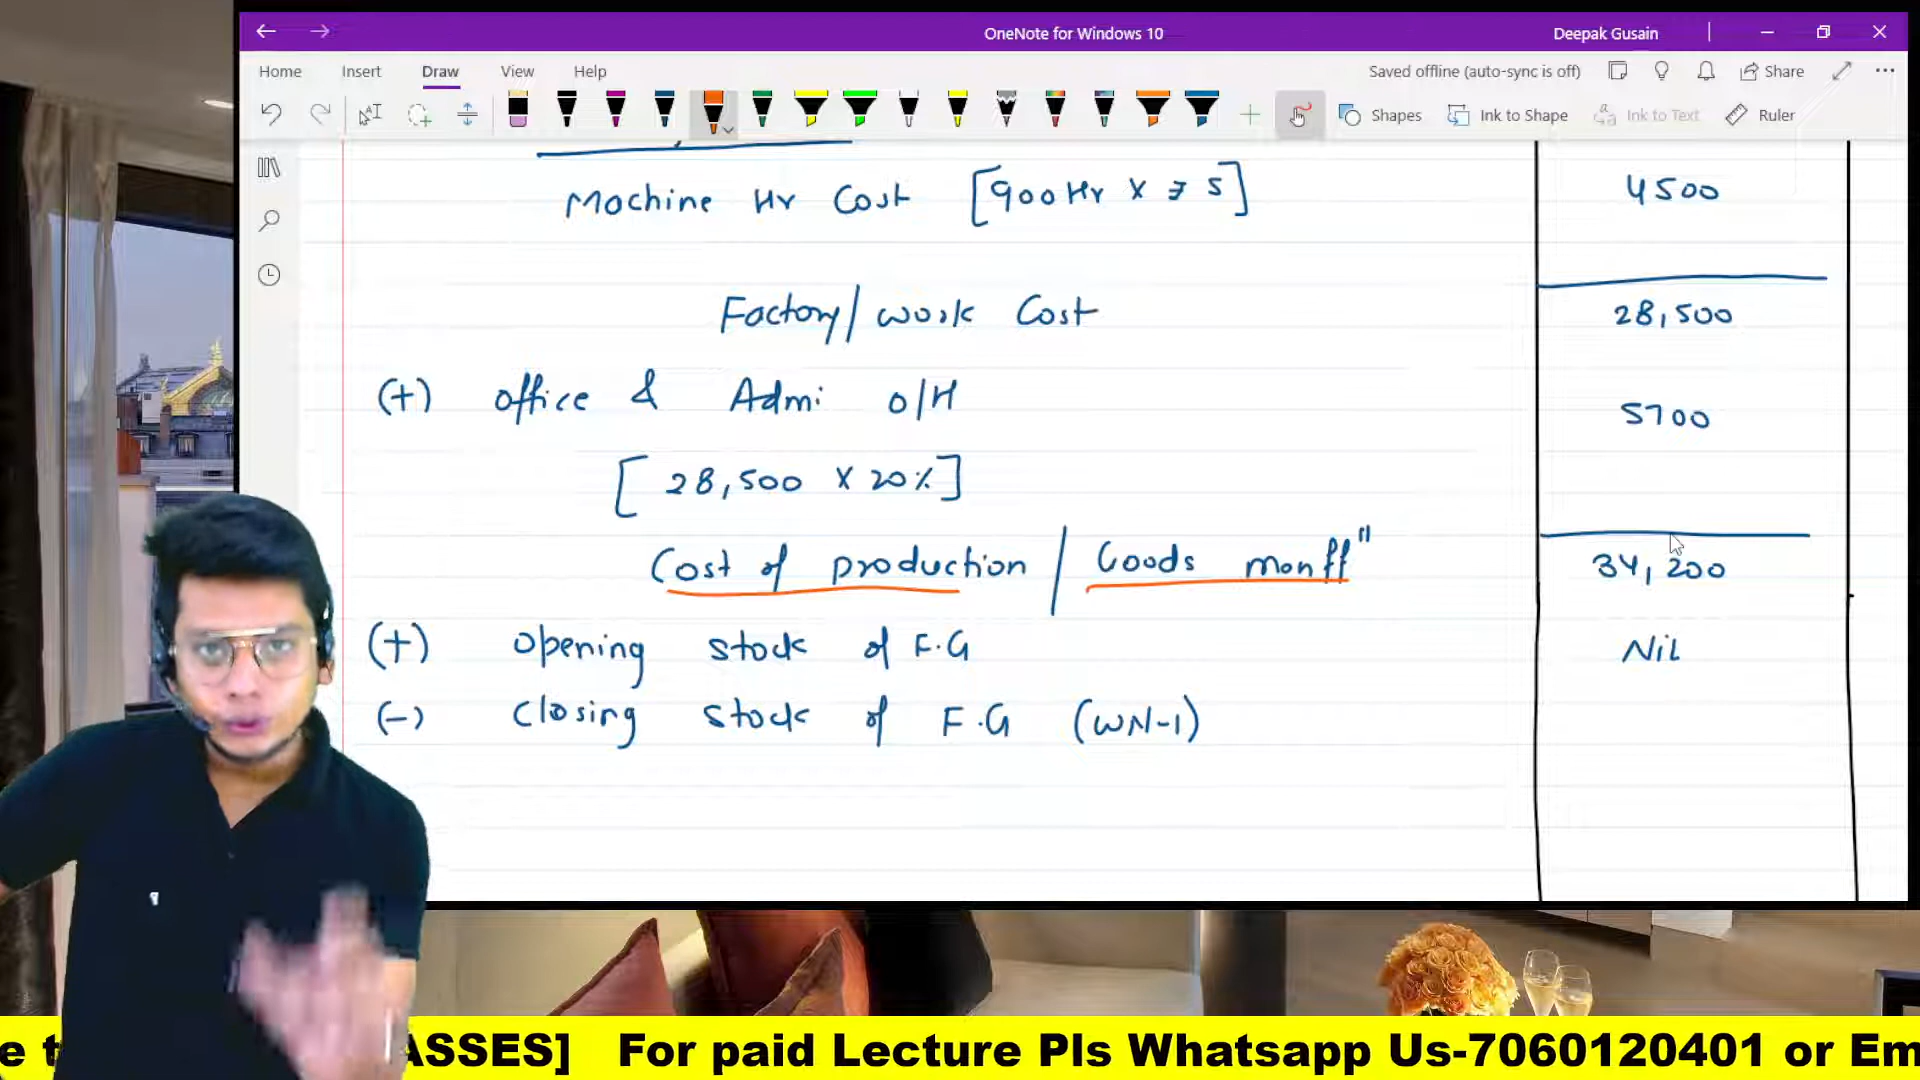 OneNote for Windows 10
Deepak Gusain
Home Insert Draw View Help
Saved offline (auto-sync is off)
Share
Shapes
Ink to Shape
Ink to Text
Ruler
Machine Hr Cost [900 Hr X ₹ 5] 4500
Factory/work Cost 28,500
(+) office & Admi O/H 5700
[28,500 X 20%]
Cost of production / Goods manff" 34,200
(+) opening stock of F.G Nil
(-) closing stock of F.G (WN-1)
e t ASSES] For paid Lecture Pls Whatsapp Us-7060120401 or Em